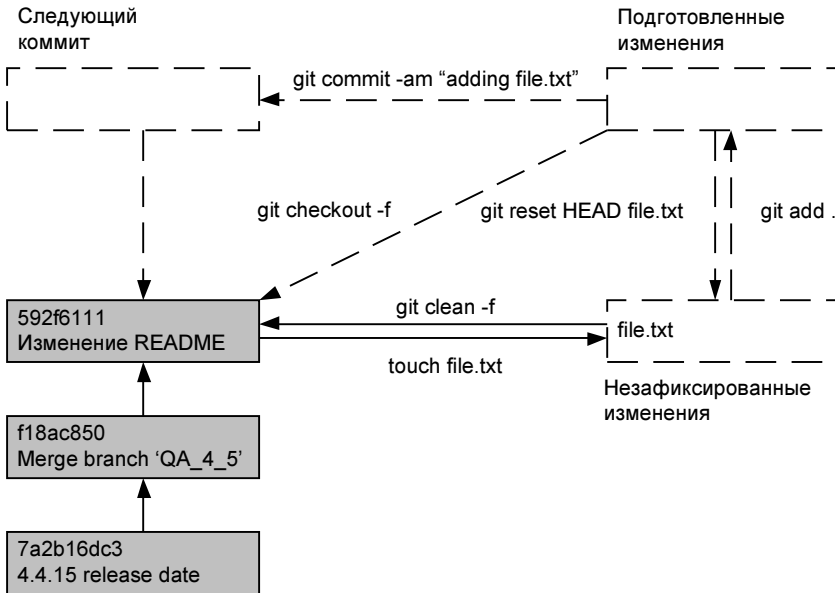 Следующий
коммит
Подготовленные
изменения
git commit -am “adding file.txt”
git checkout -f
git reset HEAD file.txt
git add .
592f6111
Изменение README
git clean -f
touch file.txt
file.txt
Незафиксированные
изменения
f18ac850
Merge branch ‘QA_4_5’
7a2b16dc3
4.4.15 release date